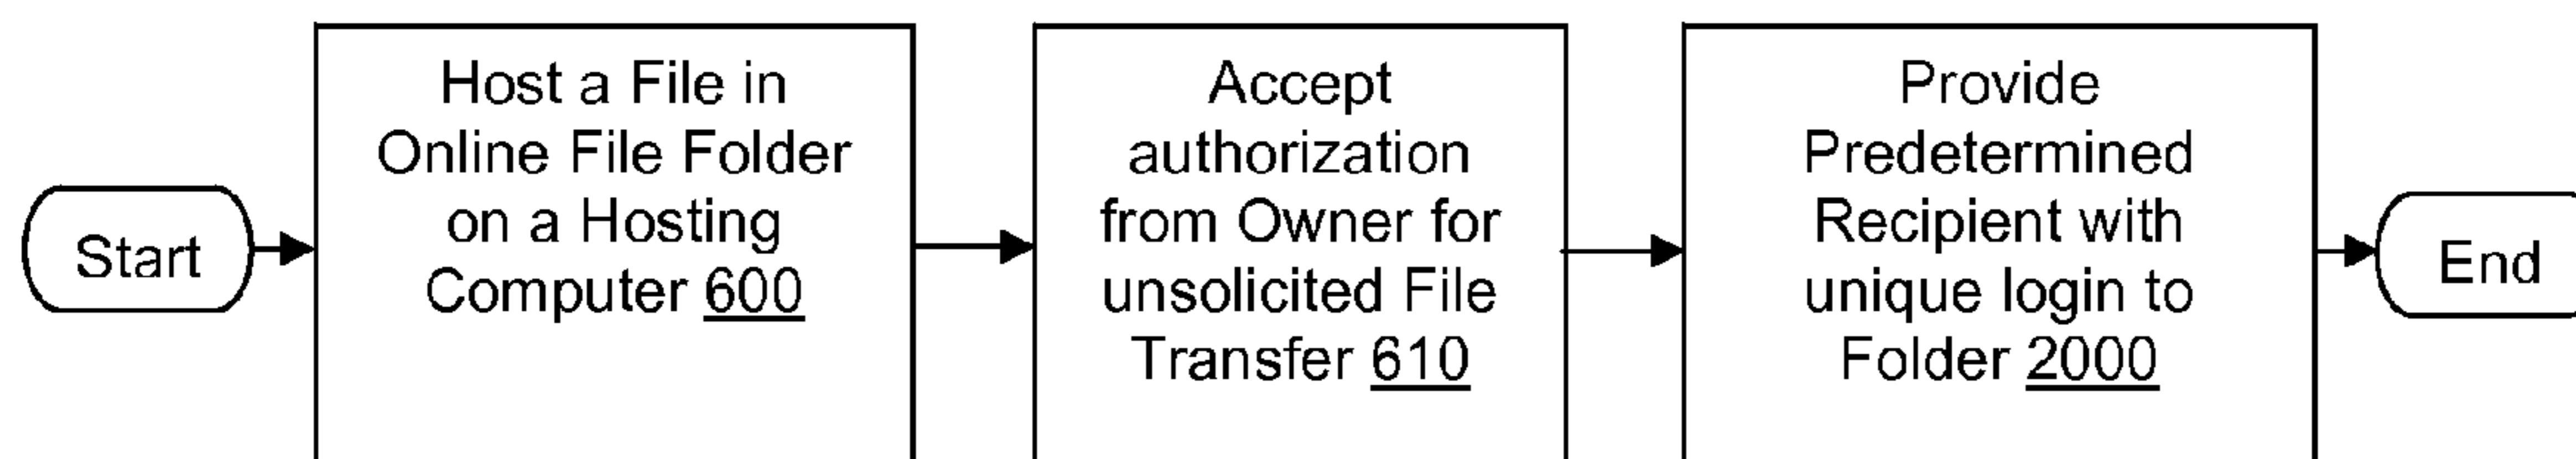 Start
Host a File in
Online File Folder
on a Hosting
Computer 600
Accept
authorization
from Owner for
unsolicited File
Transfer 610
Provide
Predetermined
Recipient with
unique login to
Folder 2000
End